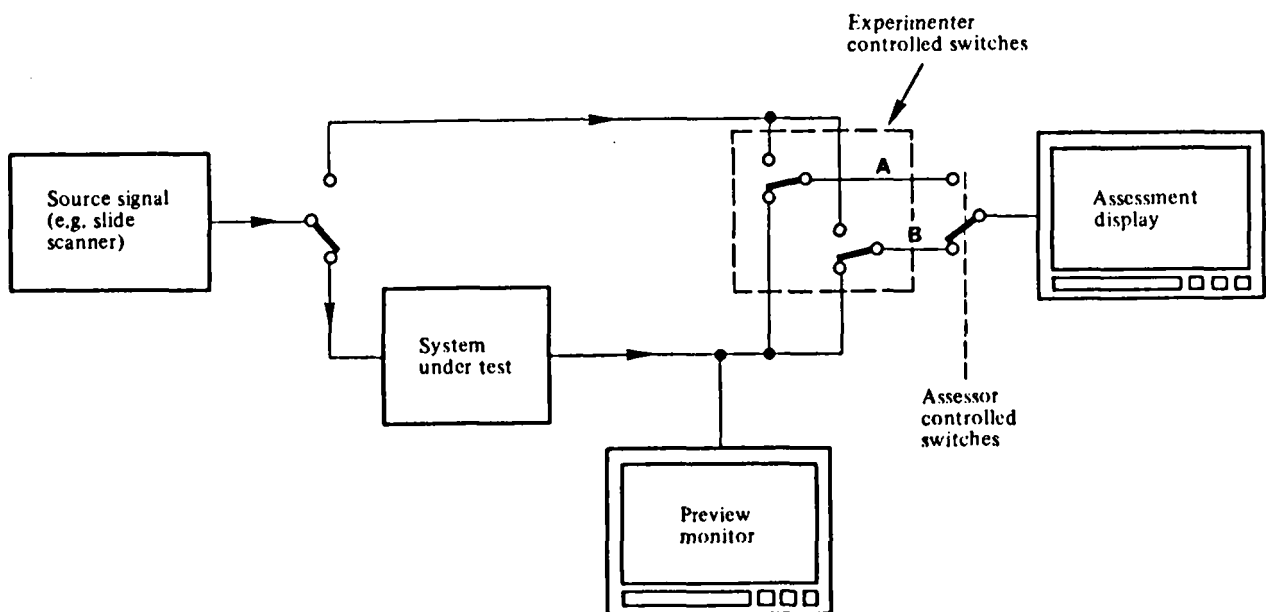 Experimenter
controlled switches
Source signal
(e.g. slide
scanner)
A
Assessment
display
B
System
under test
Assessor
controlled
switches
Preview
monitor